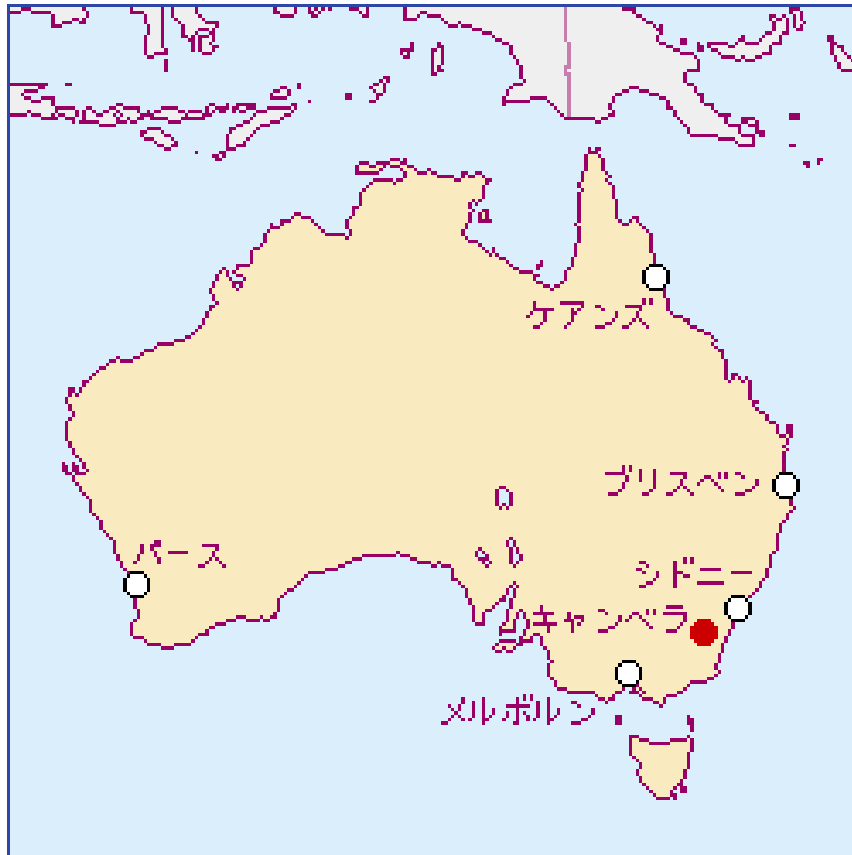 ケアンズ
ブリスベン
パース
シドニー
キャンベラ
メルボルン